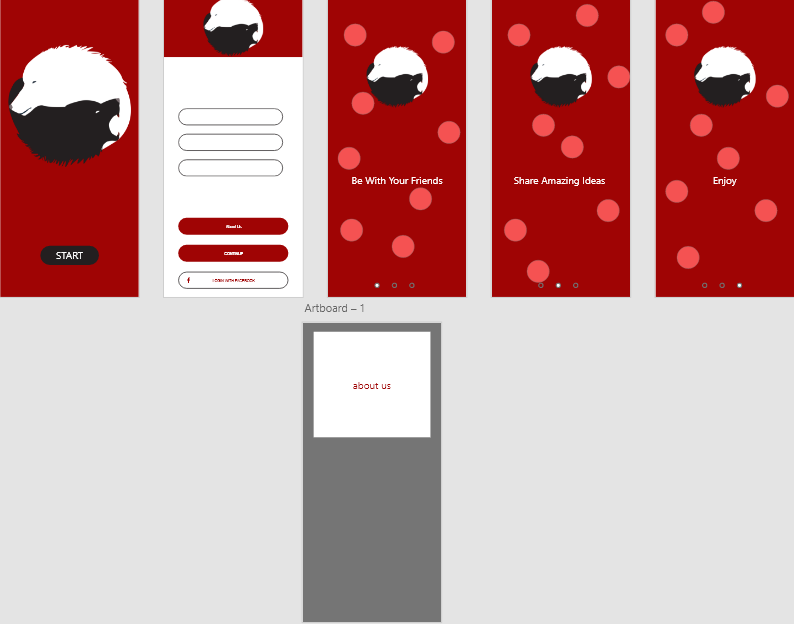 Be With Your Friends
Share Amazing Ideas
Enjoy
START
About Us
CONTINUE
LOGIN WITH FACEBOOK
Artboard – 1
about us